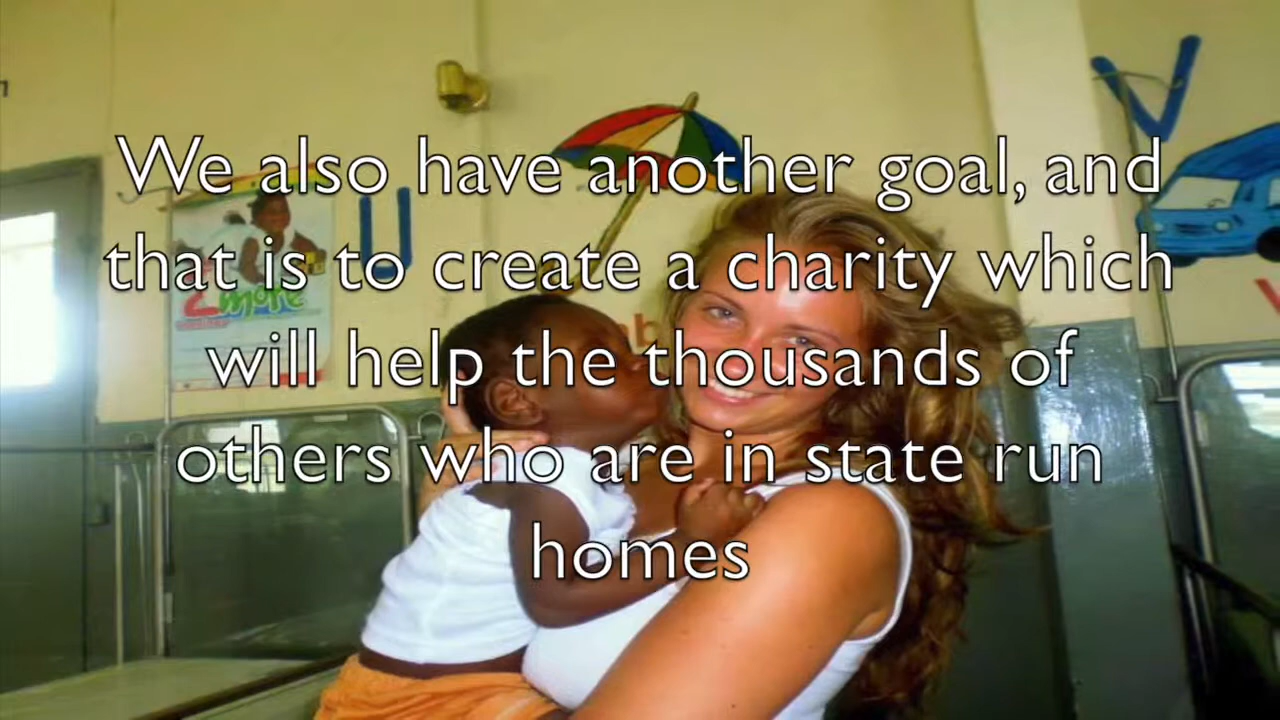 We also have another goal, and
that is to create a charity which
will help the thousands of
others who are in state run
homes
U
V
more